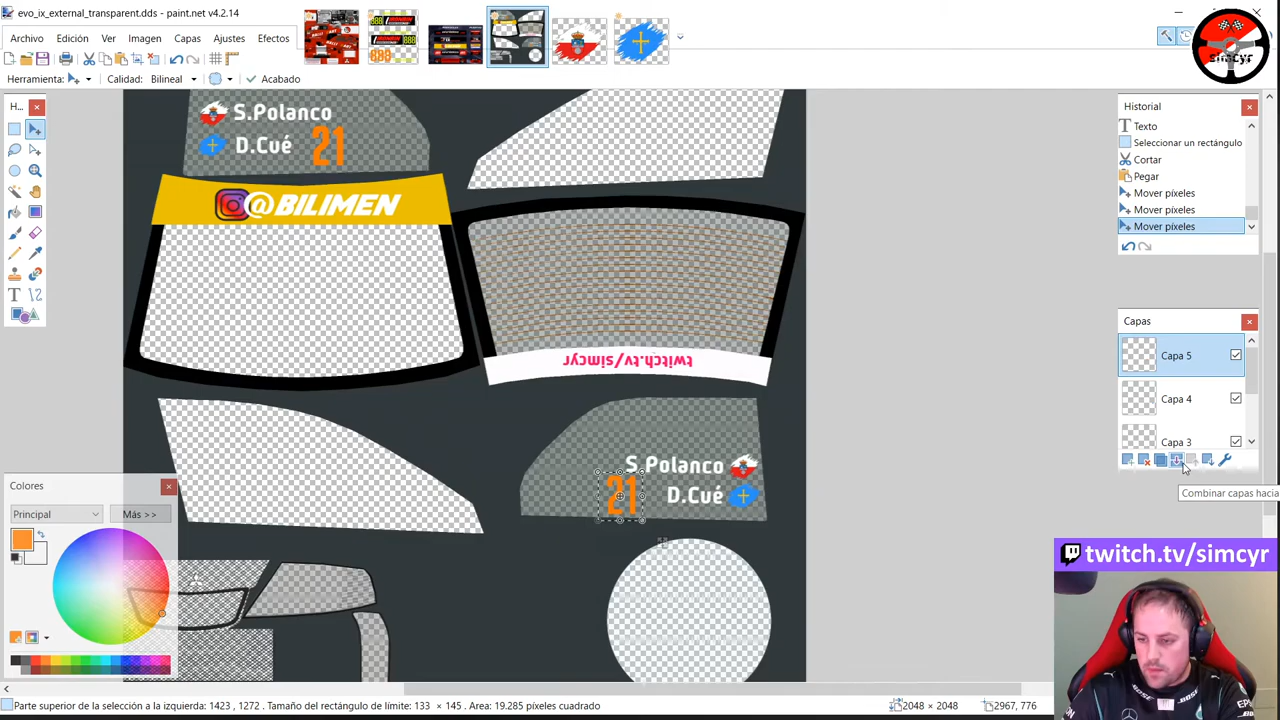 evo_ix_external_transparent.dds - paint.net v4.2.14
Archivo Edición Ver Imagen Capas Ajustes Efectos
Herramienta: Calidad: Bilineal Acabado
simcyr
H...
Historial
Texto
Seleccionar un rectángulo
Cortar
Pegar
Mover píxeles
Mover píxeles
Mover píxeles
S.Polanco
D.Cué 21
@BILIMEN
twitch.tv/simcyr
S.Polanco
21 D.Cué
Capas
Capa 5
Capa 4
Capa 3
Combinar capas hacia
Colores
Principal Más >>
twitch.tv/simcyr
Parte superior de la selección a la izquierda: 1423 , 1272. Tamaño del rectángulo de límite: 133 × 145. Area: 19.285 píxeles cuadrado
2048 × 2048
2967, 776